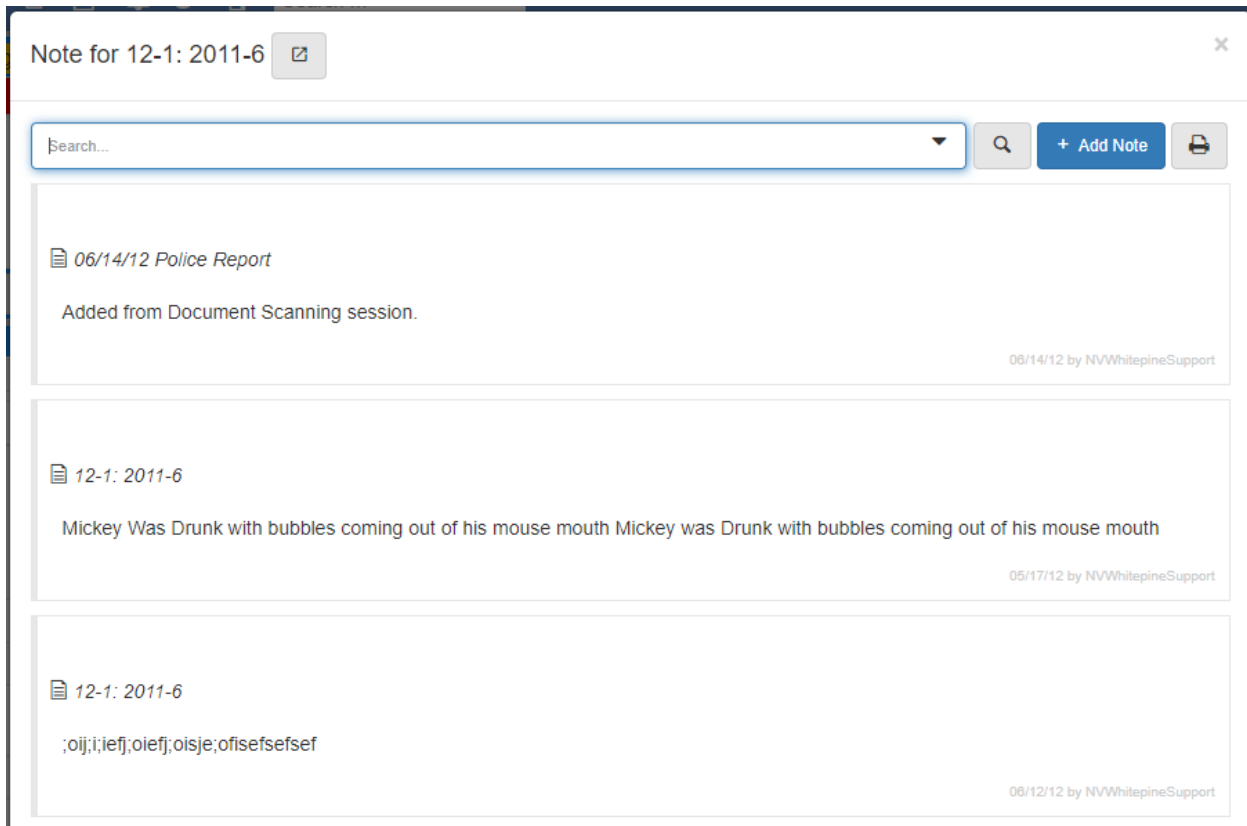 Note for 12-1: 2011-6
Search...
+ Add Note
06/14/12 Police Report
Added from Document Scanning session.
06/14/12 by NVWhitepineSupport
12-1: 2011-6
Mickey Was Drunk with bubbles coming out of his mouse mouth Mickey was Drunk with bubbles coming out of his mouse mouth
05/17/12 by NVWhitepineSupport
12-1: 2011-6
;oij;i;iefj;oiefj;oisje;ofisefsefsef
06/12/12 by NVWhitepineSupport